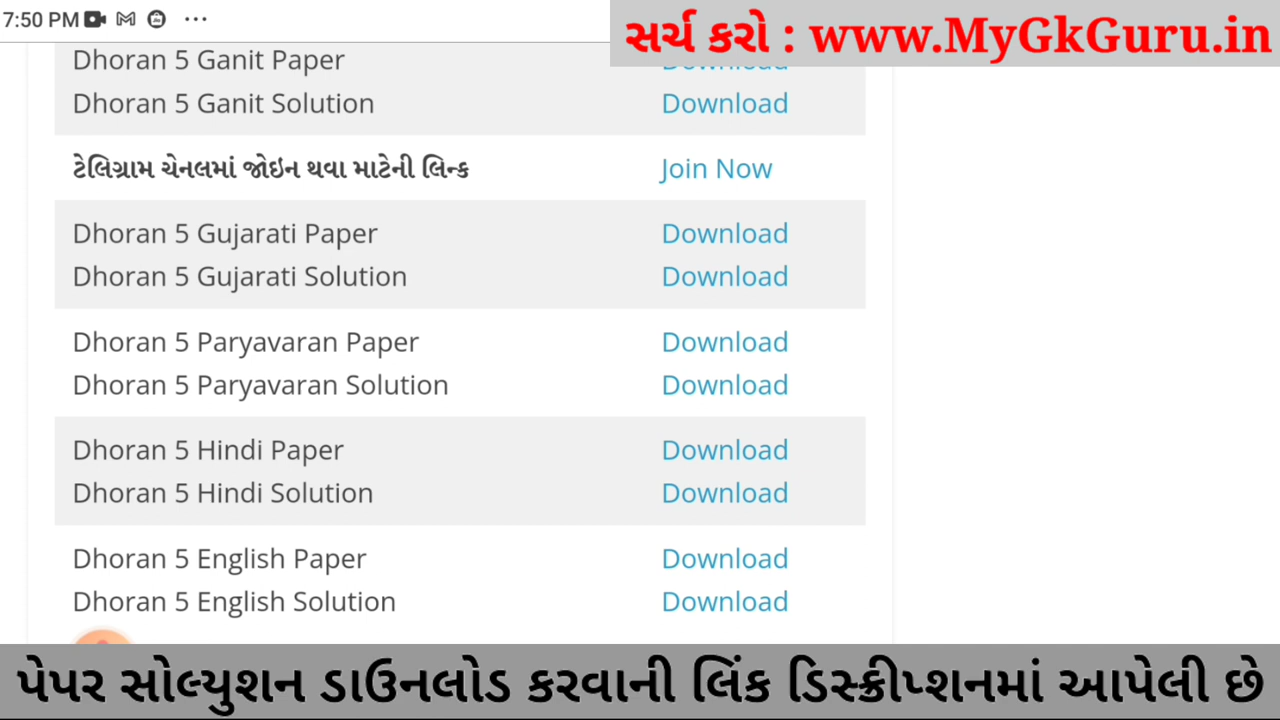 7:50 PM
સર્ચ કરો : www.MyGkGuru.in
Dhoran 5 Ganit Paper Download
Dhoran 5 Ganit Solution Download
ટેલિગ્રામ ચેનલમાં જોઇન થવા માટેની લિન્ક Join Now
Dhoran 5 Gujarati Paper Download
Dhoran 5 Gujarati Solution Download
Dhoran 5 Paryavaran Paper Download
Dhoran 5 Paryavaran Solution Download
Dhoran 5 Hindi Paper Download
Dhoran 5 Hindi Solution Download
Dhoran 5 English Paper Download
Dhoran 5 English Solution Download
પેપર સોલ્યુશન ડાઉનલોડ કરવાની લિંક ડિસ્ક્રીપ્શનમાં આપેલી છે